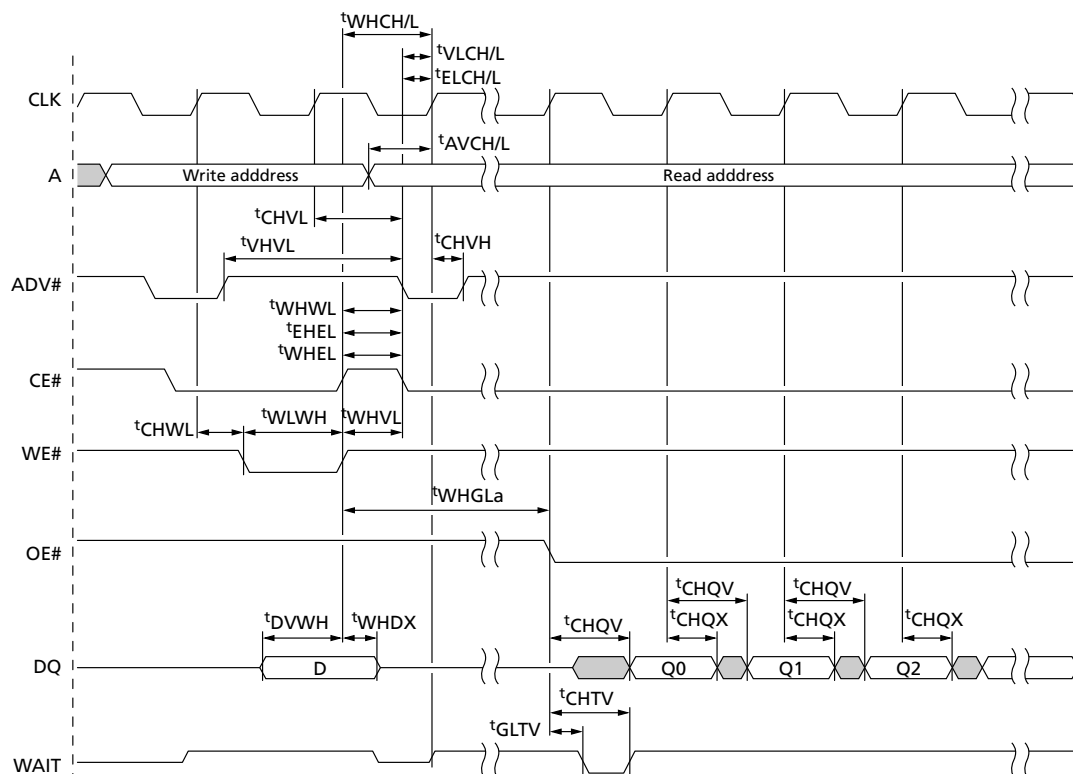 tWHCH/L
tVLCH/L
tELCH/L
CLK
tAVCH/L
A
Write adddress
Read adddress
tCHVL
tVHVL
tCHVH
ADV#
tWHWL
tEHEL
tWHEL
CE#
tCHWL
tWLWH
tWHVL
WE#
tWHGLa
OE#
tCHQV
tCHQV
tDVWH
tWHDX
tCHQV
tCHQX
tCHQX
tCHQX
DQ
D
Q0
Q1
Q2
tCHTV
tGLTV
WAIT